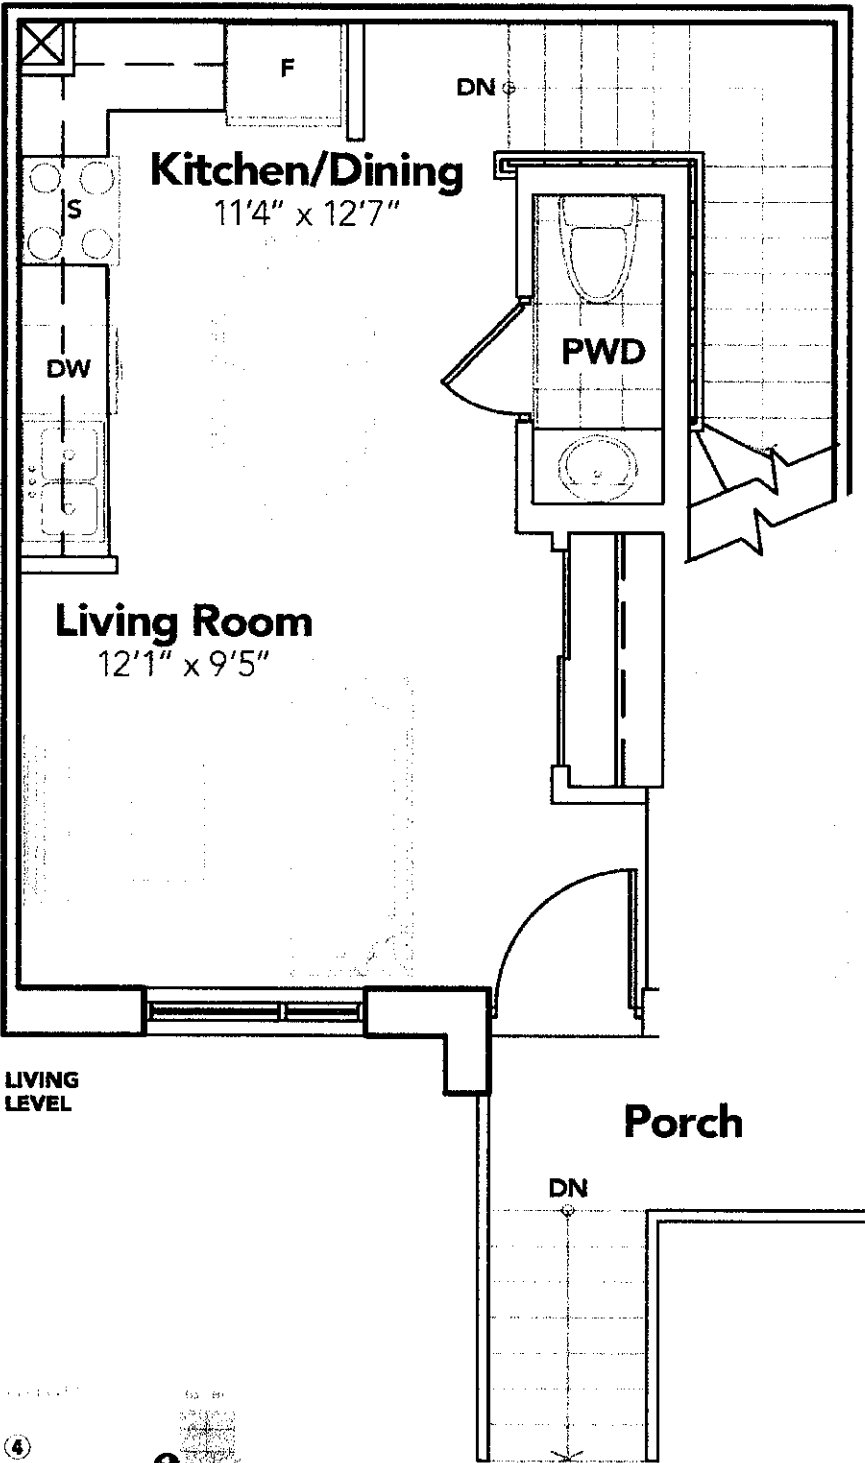 F
DN
Kitchen/Dining
11'4" x 12'7"
S
PWD
DW
Living Room
12'1" x 9'5"
LIVING
LEVEL
Porch
DN
4